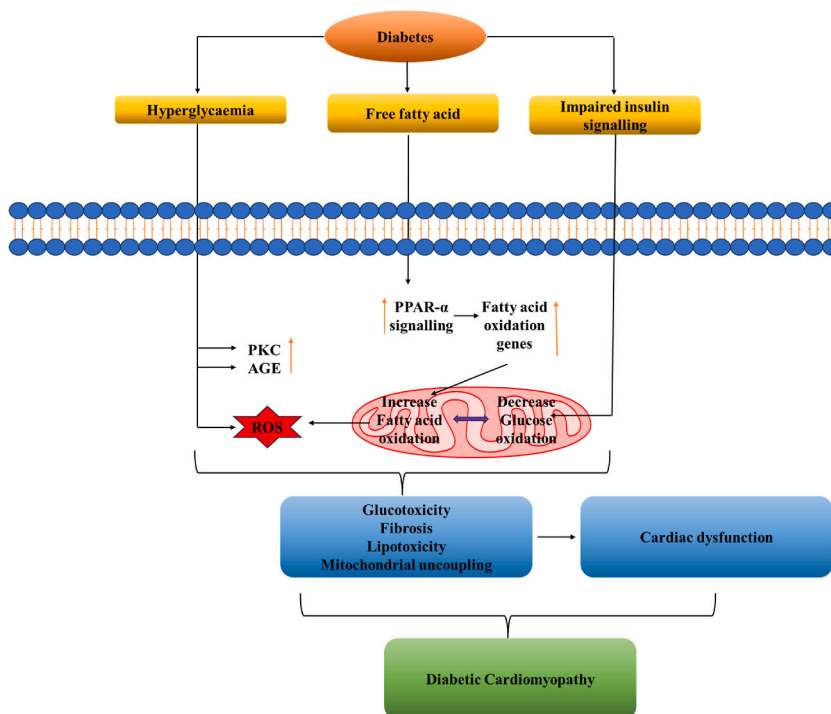 Diabetes
Hyperglycaemia
Free fatty acid
Impaired insulin
signalling
PPAR-α
signalling
Fatty acid
oxidation
genes
PKC
AGE
ROS
Increase
Fatty acid
oxidation
Decrease
Glucose
oxidation
Glucotoxicity
Fibrosis
Lipotoxicity
Mitochondrial uncoupling
Cardiac dysfunction
Diabetic Cardiomyopathy